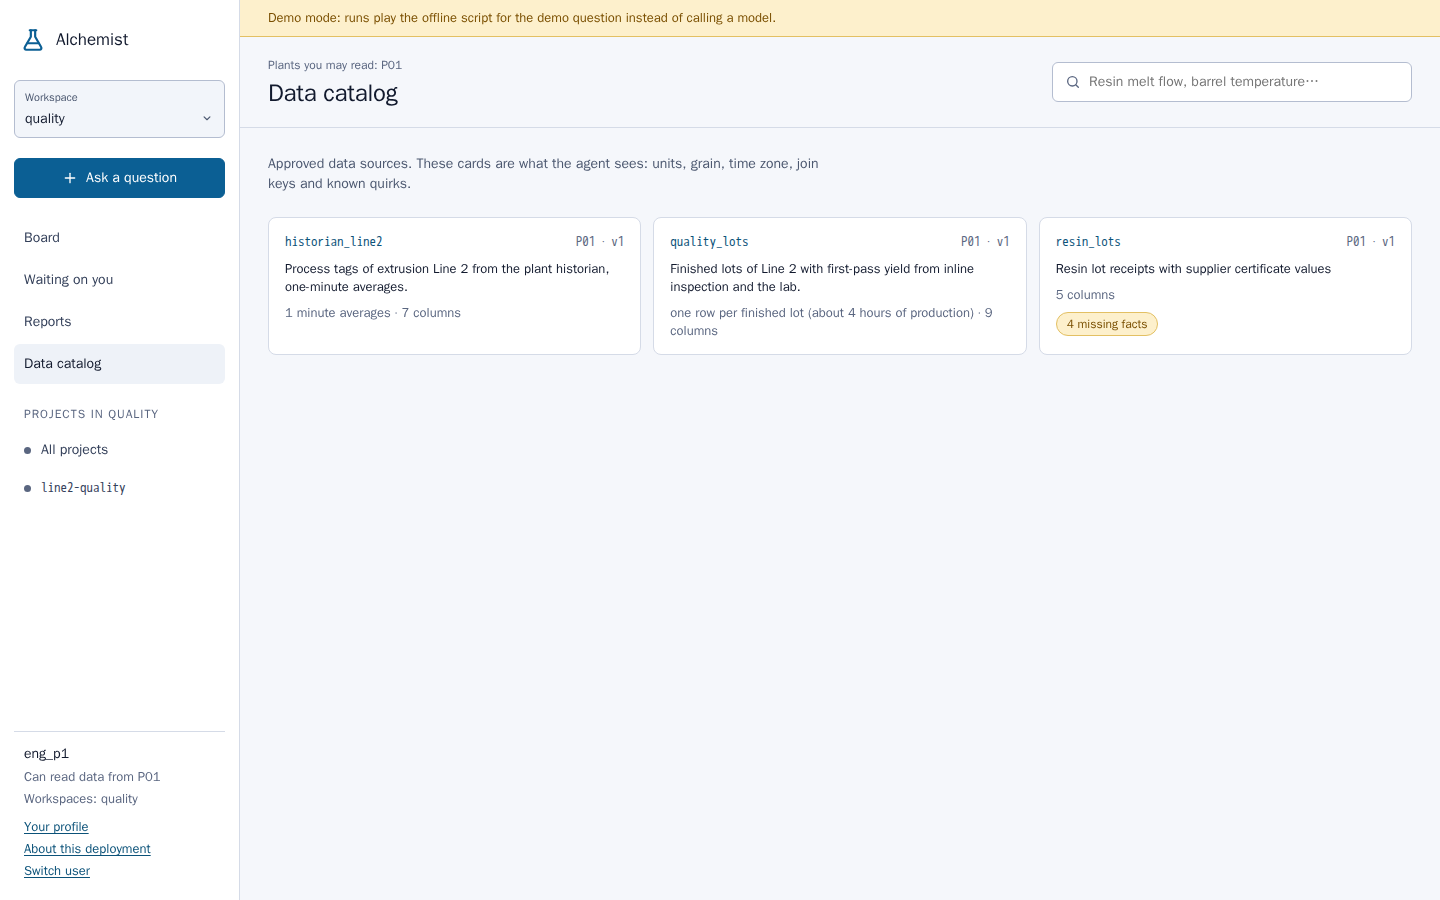 Demo mode: runs play the offline script for the demo question instead of calling a model.
Alchemist
Workspace
quality
Ask a question
Board
Waiting on you
Reports
Data catalog
PROJECTS IN QUALITY
All projects
line2-quality
eng_p1
Can read data from P01
Workspaces: quality
Your profile
About this deployment
Switch user
Plants you may read: P01
Data catalog
Resin melt flow, barrel temperature…
Approved data sources. These cards are what the agent sees: units, grain, time zone, join
keys and known quirks.
historian_line2 P01 · v1
Process tags of extrusion Line 2 from the plant historian,
one-minute averages.
1 minute averages · 7 columns
quality_lots P01 · v1
Finished lots of Line 2 with first-pass yield from inline
inspection and the lab.
one row per finished lot (about 4 hours of production) · 9
columns
resin_lots P01 · v1
Resin lot receipts with supplier certificate values
5 columns
4 missing facts